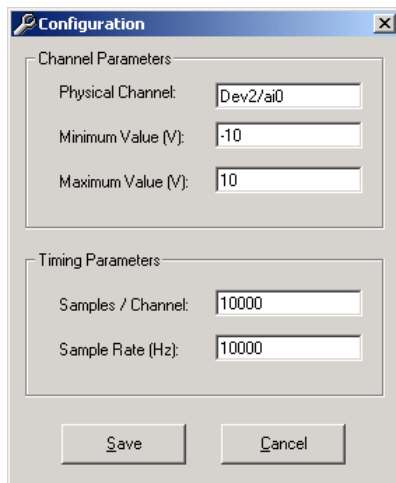 Configuration
Channel Parameters
Physical Channel: Dev2/ai0
Minimum Value (V): -10
Maximum Value (V): 10
Timing Parameters
Samples / Channel: 10000
Sample Rate (Hz): 10000
Save Cancel